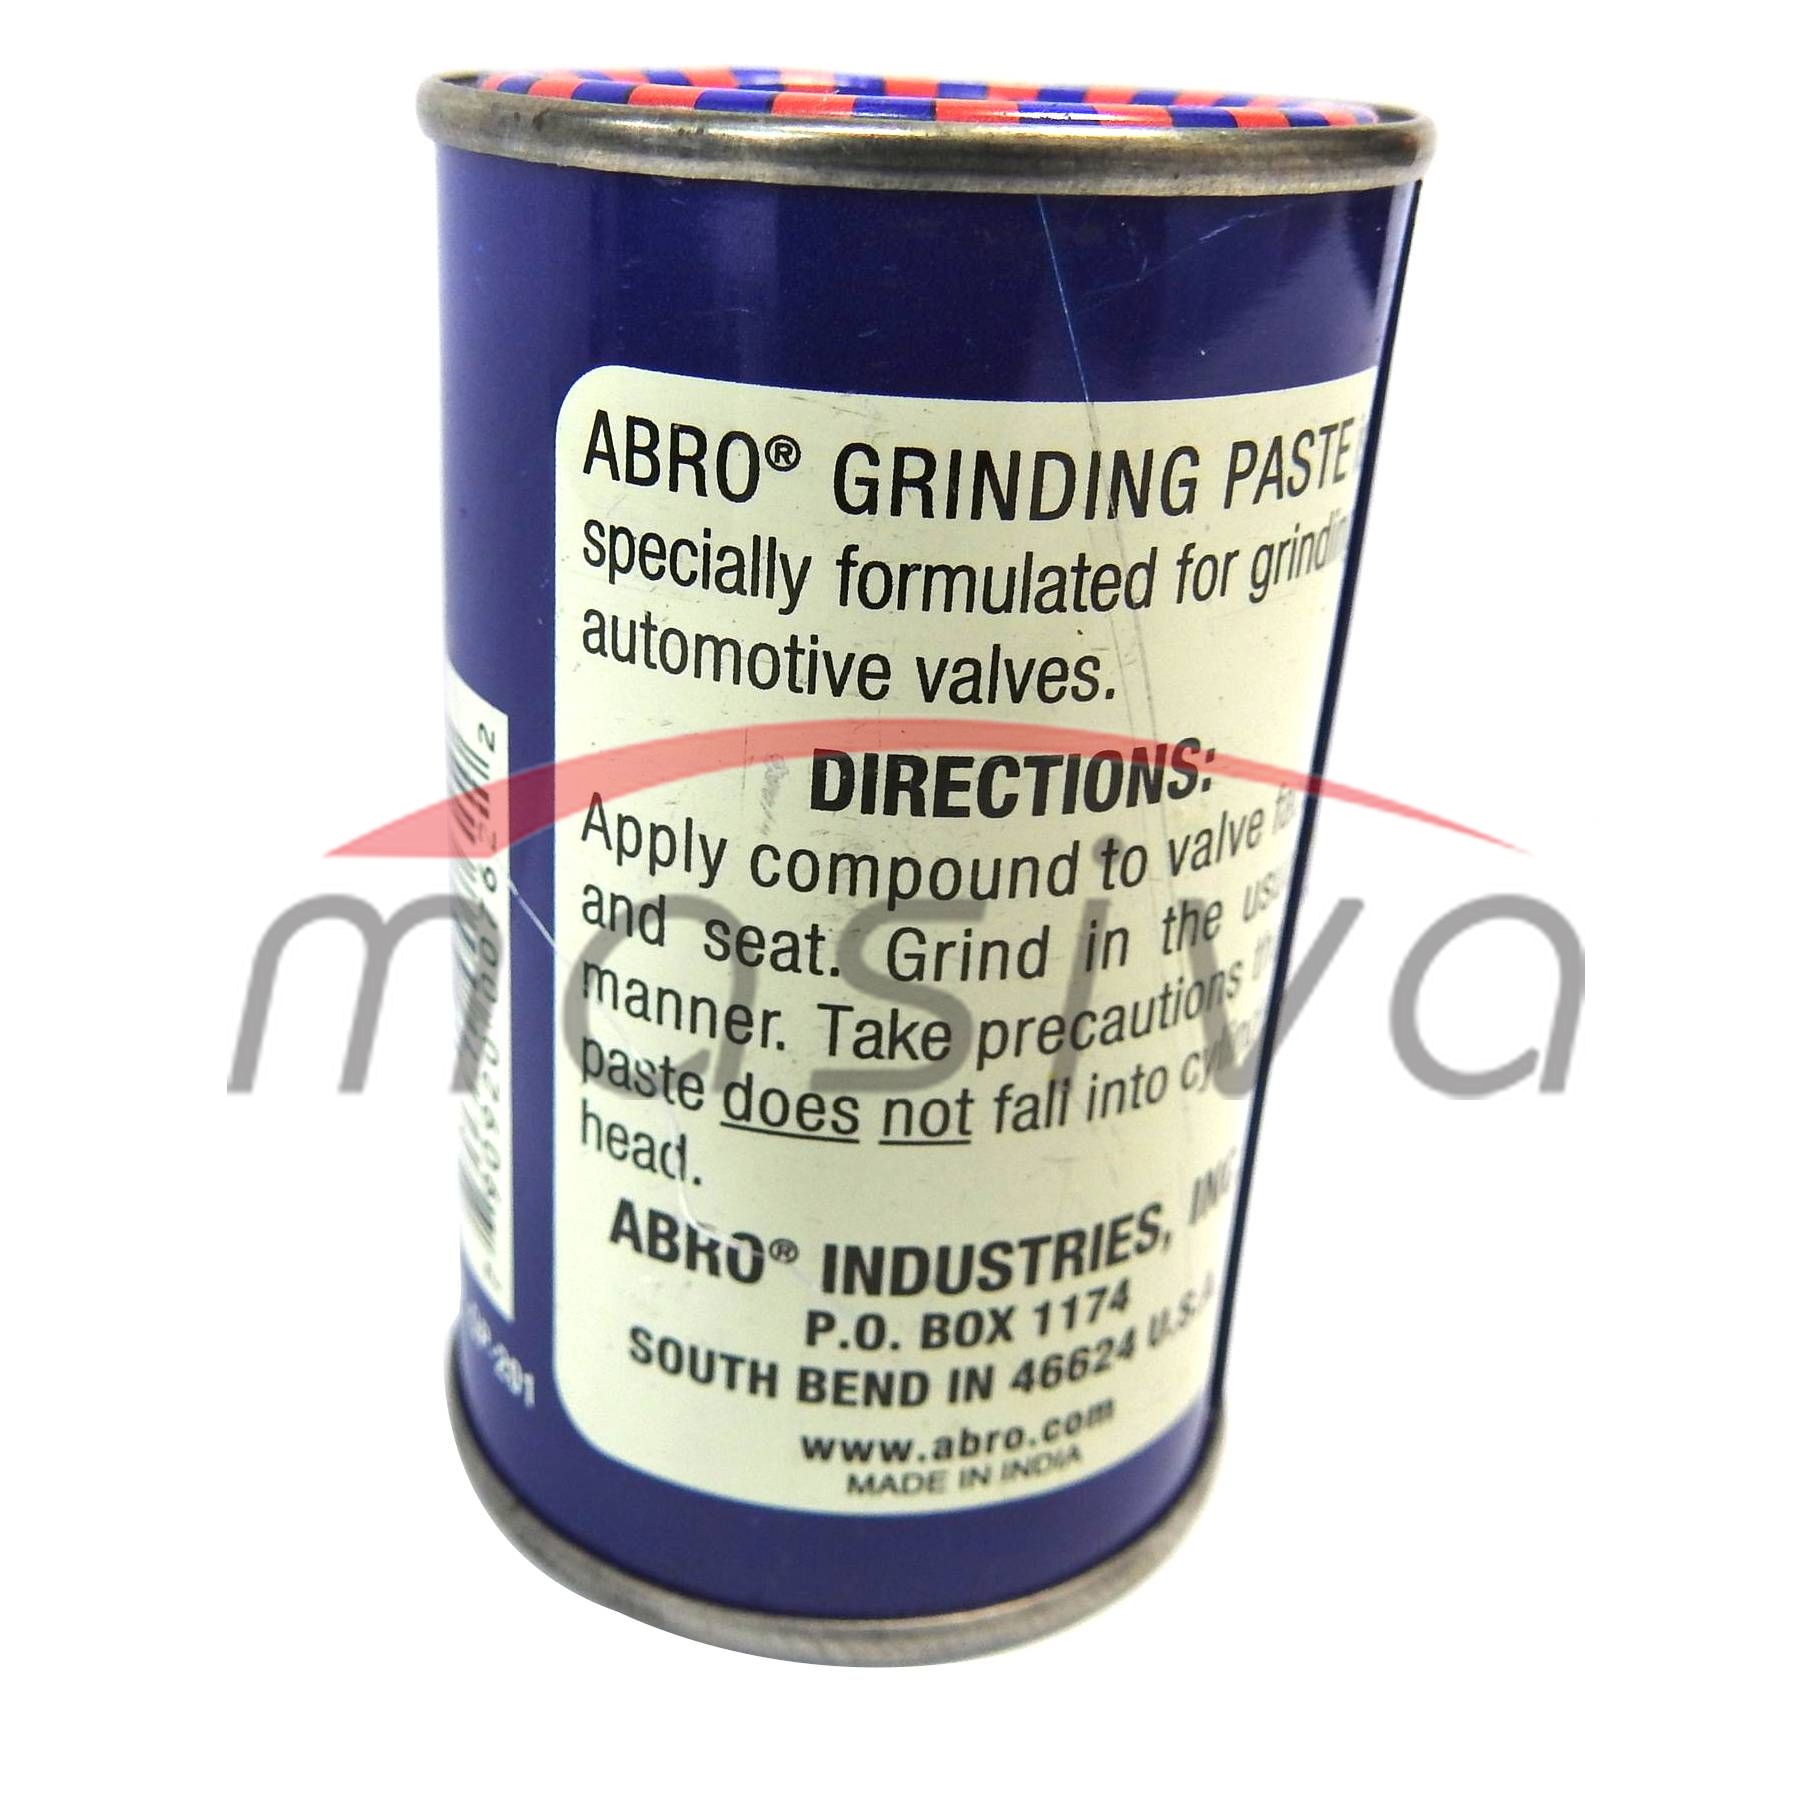 ABRO® GRINDING PASTE
specially formulated for
automotive valves.
DIRECTIONS:
Apply compound to valve
and seat. Grind in the
manner. Take precautions
paste does not fall into
head.
ABRO® INDUSTRIES, INC
P.O. BOX 1174
SOUTH BEND IN 46624 U.S.A
www.abro.com
MADE IN INDIA
masiva